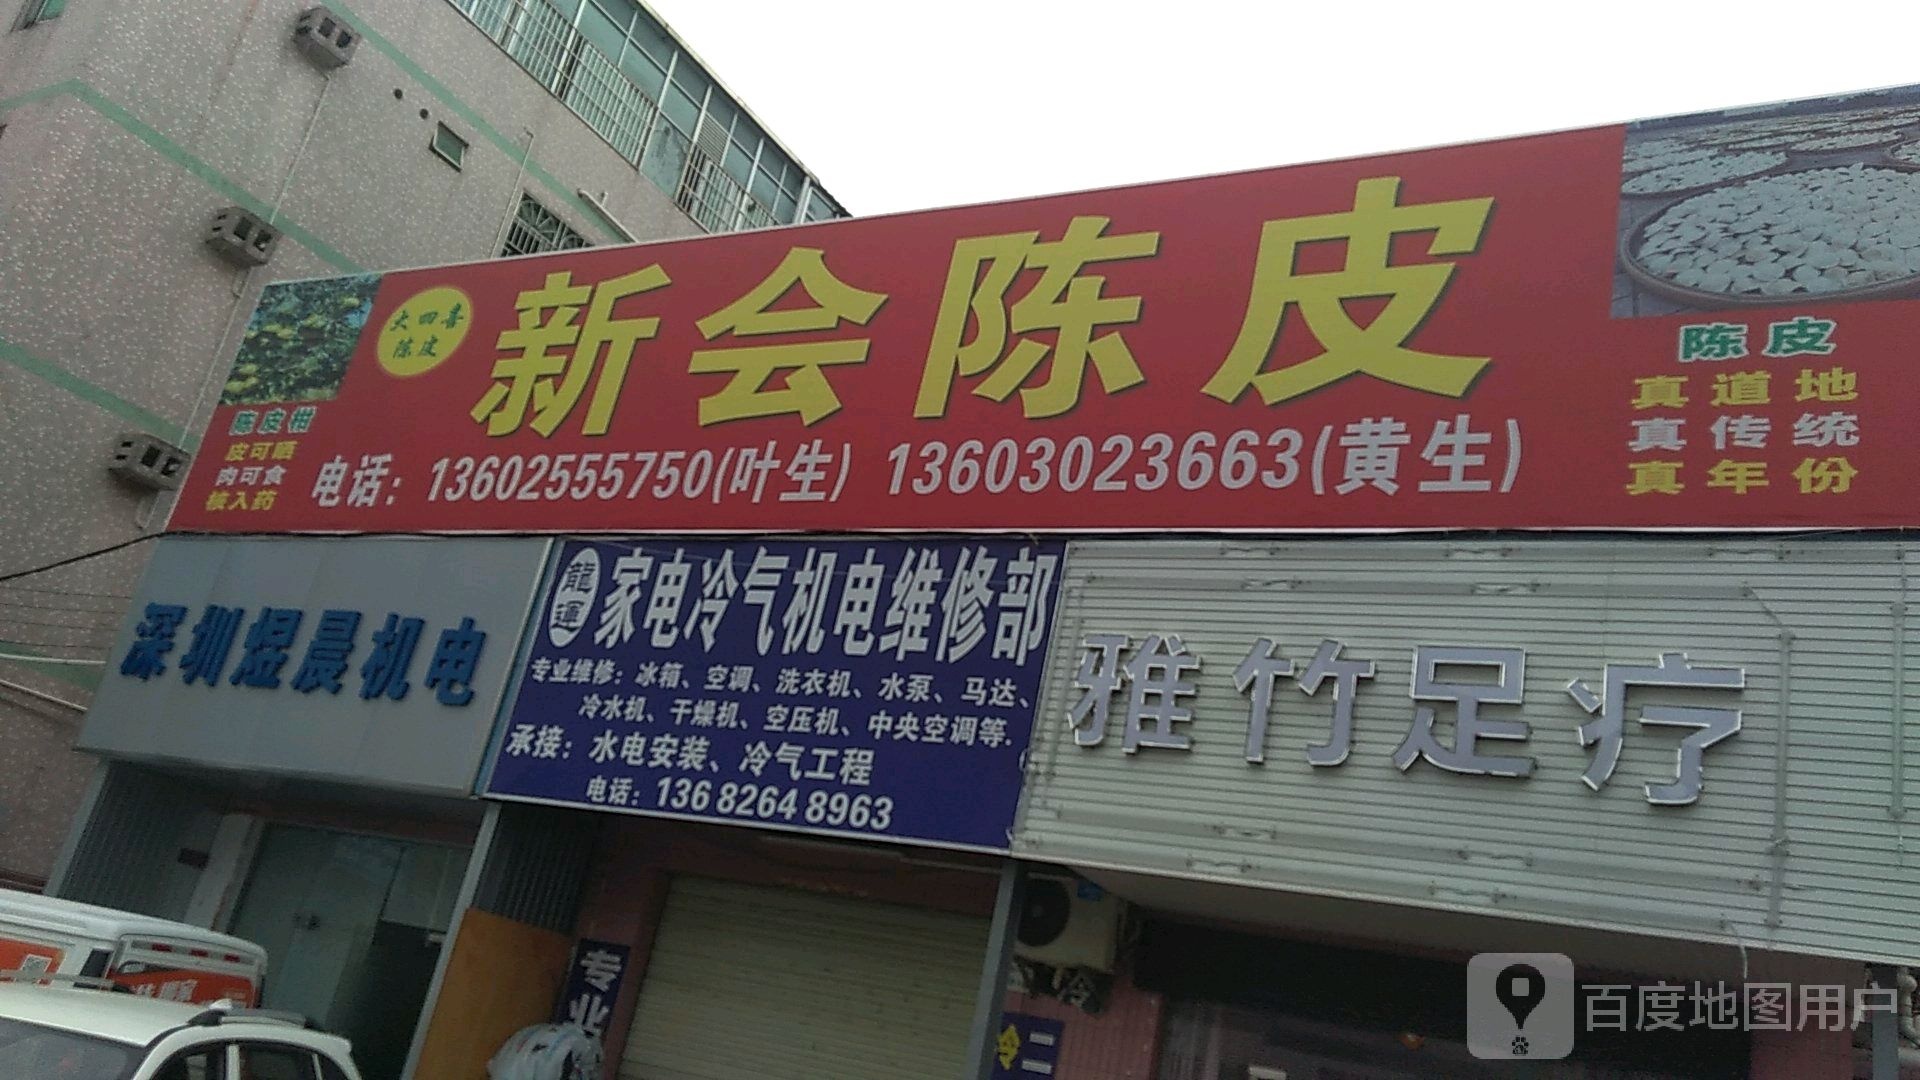 大四喜
陈皮
新会陈皮
陈皮柑
皮可晒
肉可食
核入药
电话：13602555750(叶生) 13603023663(黄生)
陈皮
真道地
真传统
真年份
深圳煜晨机电
龍運
家电冷气机电维修部
专业维修：冰箱、空调、洗衣机、水泵、马达、
冷水机、干燥机、空压机、中央空调等.
承接：水电安装、冷气工程
电话：136 8264 8963
雅竹足疗
专业
百度地图用户